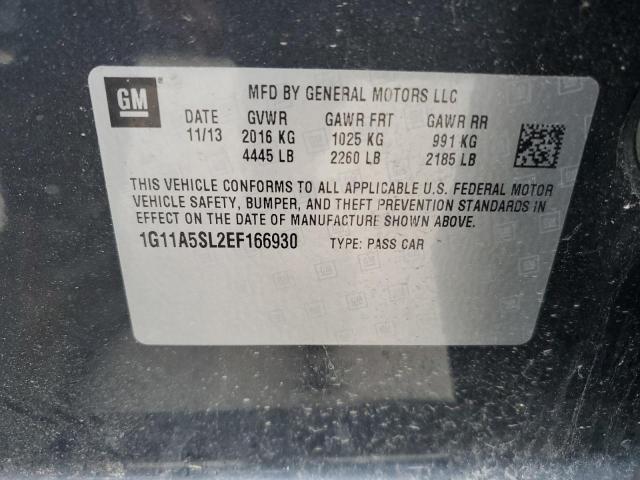 GM
MFD BY GENERAL MOTORS LLC
DATE GVWR GAWR FRT GAWR RR
11/13 2016 KG 1025 KG 991 KG
4445 LB 2260 LB 2185 LB
THIS VEHICLE CONFORMS TO ALL APPLICABLE U.S. FEDERAL MOTOR
VEHICLE SAFETY, BUMPER, AND THEFT PREVENTION STANDARDS IN
EFFECT ON THE DATE OF MANUFACTURE SHOWN ABOVE.
1G11A5SL2EF166930 TYPE: PASS CAR